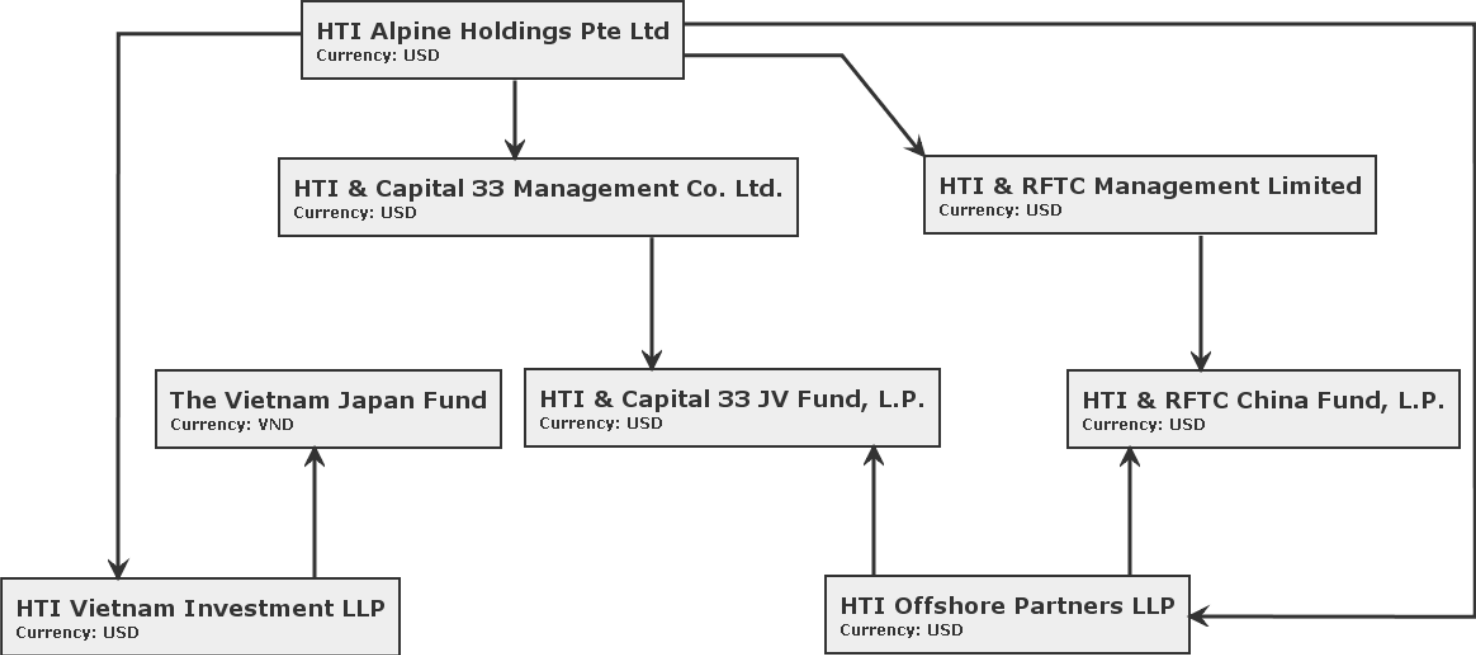 HTI Alpine Holdings Pte Ltd
Currency: USD
HTI & Capital 33 Management Co. Ltd.
Currency: USD
HTI & RFTC Management Limited
Currency: USD
The Vietnam Japan Fund
Currency: VND
HTI & Capital 33 JV Fund, L.P.
Currency: USD
HTI & RFTC China Fund, L.P.
Currency: USD
HTI Vietnam Investment LLP
Currency: USD
HTI Offshore Partners LLP
Currency: USD